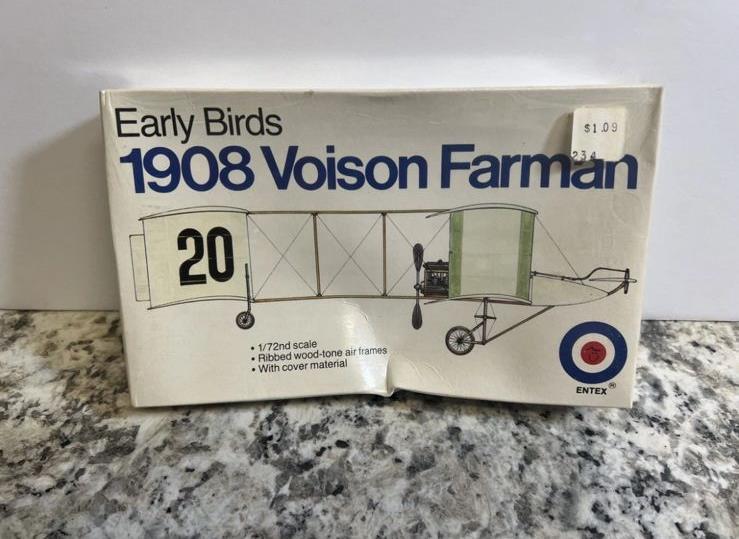 Early Birds
$1.09
234
1908 Voison Farman
20
• 1/72nd scale
• Ribbed wood-tone air frames
• With cover material
ENTEX®